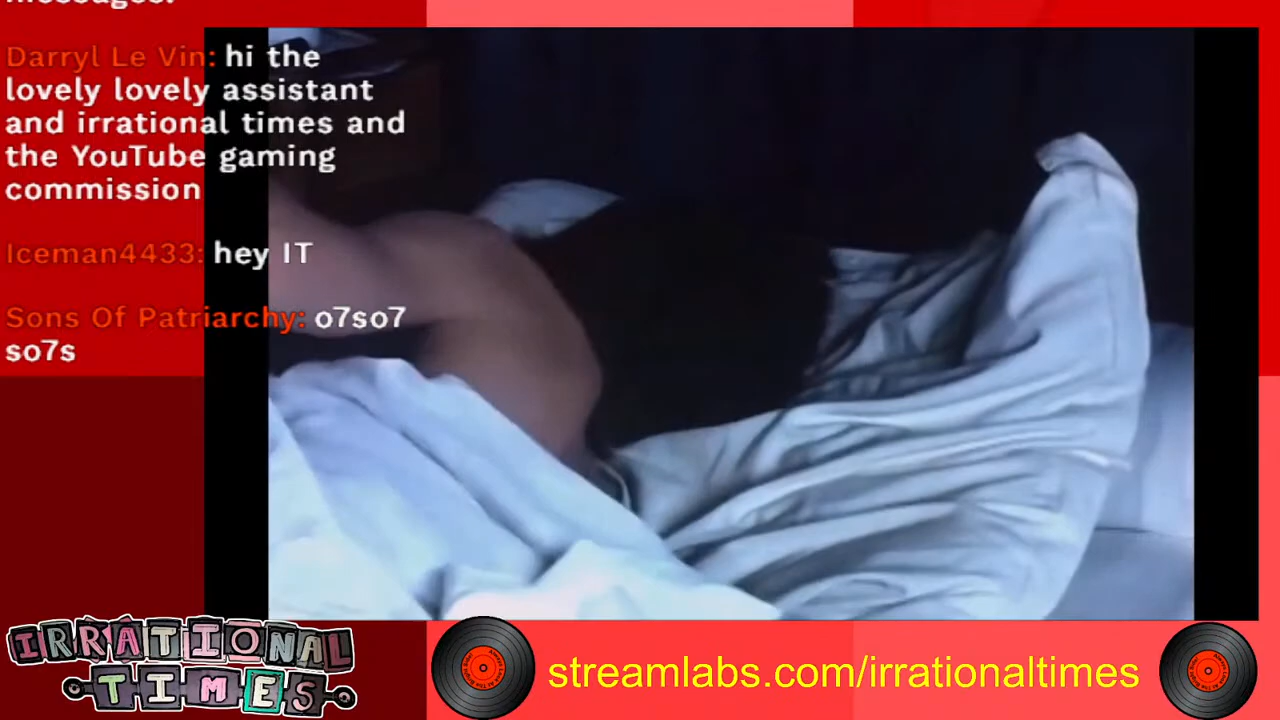 messages.
Darryl Le Vin: hi the
lovely lovely assistant
and irrational times and
the YouTube gaming
commission
Iceman4433: hey IT
Sons Of Patriarchy: o7so7
so7s
IRRATIONAL
TIMES
streamlabs.com/irrationaltimes